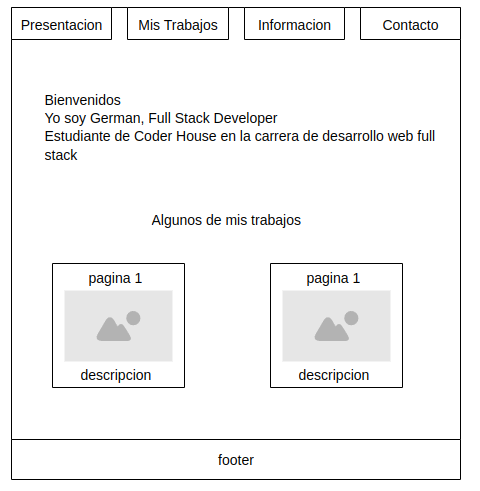 Presentacion
Mis Trabajos
Informacion
Contacto
Bienvenidos
Yo soy German, Full Stack Developer
Estudiante de Coder House en la carrera de desarrollo web full
stack
Algunos de mis trabajos
pagina 1
descripcion
pagina 1
descripcion
footer